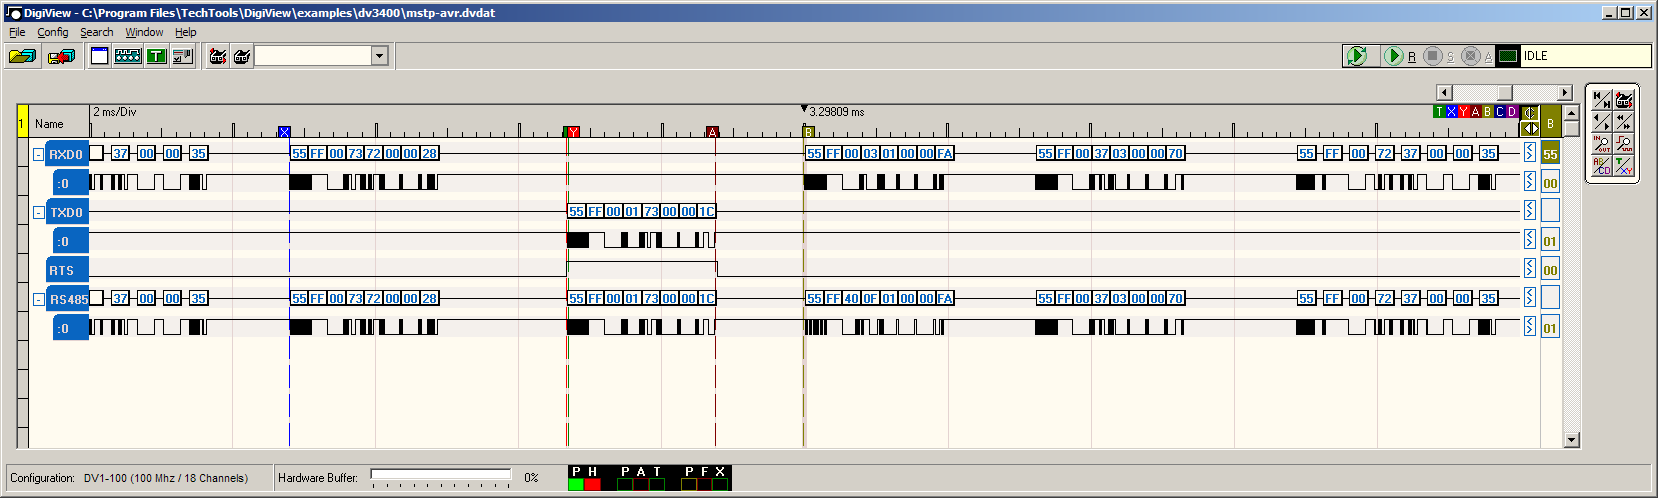 DigiView - C:\Program Files\TechTools\DigiView\examples\dv3400\mstp-avr.dvdat
File Config Search Window Help
T R S A IDLE
1 Name 2 ms/Div 3.29809 ms T X Y A B C D B
X Y A B
- RXD0 37 00 00 35 55 FF 00 73 72 00 00 28 55 FF 00 03 01 00 00 FA 55 FF 00 37 03 00 00 70 55 FF 00 72 37 00 00 35 55
:0 00
- TXD0 55 FF 00 01 73 00 00 1C
:0 01
RTS 00
- RS485 37 00 00 35 55 FF 00 73 72 00 00 28 55 FF 00 01 73 00 00 1C 55 FF 40 0F 01 00 00 FA 55 FF 00 37 03 00 00 70 55 FF 00 72 37 00 00 35
:0 01
IN OUT
AB CD T XY
Configuration: DV1-100 (100 Mhz / 18 Channels) Hardware Buffer: 0% P H P A T P F X